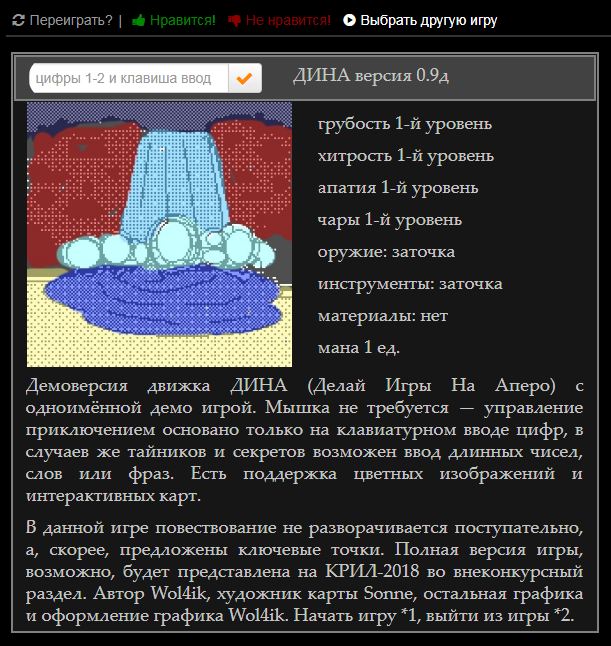 Переиграть? | Нравится! Не нравится! Выбрать другую игру
цифры 1-2 и клавиша ввод
ДИНА версия 0.9д
грубость 1-й уровень
хитрость 1-й уровень
апатия 1-й уровень
чары 1-й уровень
оружие: заточка
инструменты: заточка
материалы: нет
мана 1 ед.
Демоверсия движка ДИНА (Делай Игры На Аперо) с
одноимённой демо игрой. Мышка не требуется — управление
приключением основано только на клавиатурном вводе цифр, в
случаев же тайников и секретов возможен ввод длинных чисел,
слов или фраз. Есть поддержка цветных изображений и
интерактивных карт.
В данной игре повествование не разворачивается поступательно,
а, скорее, предложены ключевые точки. Полная версия игры,
возможно, будет представлена на КРИЛ-2018 во внеконкурсный
раздел. Автор Wol4ik, художник карты Sonne, остальная графика
и оформление графика Wol4ik. Начать игру *1, выйти из игры *2.